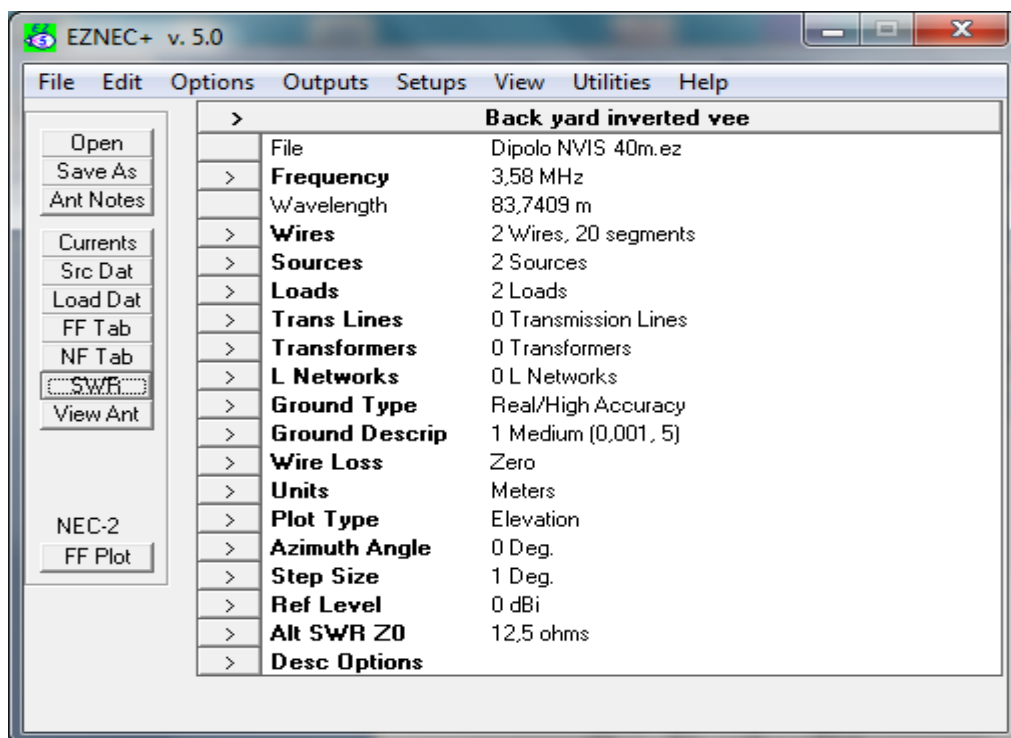 EZNEC+ v. 5.0
File Edit Options Outputs Setups View Utilities Help
Open
Save As
Ant Notes
Currents
Src Dat
Load Dat
FF Tab
NF Tab
SWR
View Ant
NEC-2
FF Plot
> Back yard inverted vee
File Dipolo NVIS 40m.ez
> Frequency 3,58 MHz
Wavelength 83,7409 m
> Wires 2 Wires, 20 segments
> Sources 2 Sources
> Loads 2 Loads
> Trans Lines 0 Transmission Lines
> Transformers 0 Transformers
> L Networks 0 L Networks
> Ground Type Real/High Accuracy
> Ground Descrip 1 Medium (0,001, 5)
> Wire Loss Zero
> Units Meters
> Plot Type Elevation
> Azimuth Angle 0 Deg.
> Step Size 1 Deg.
> Ref Level 0 dBi
> Alt SWR Z0 12,5 ohms
> Desc Options